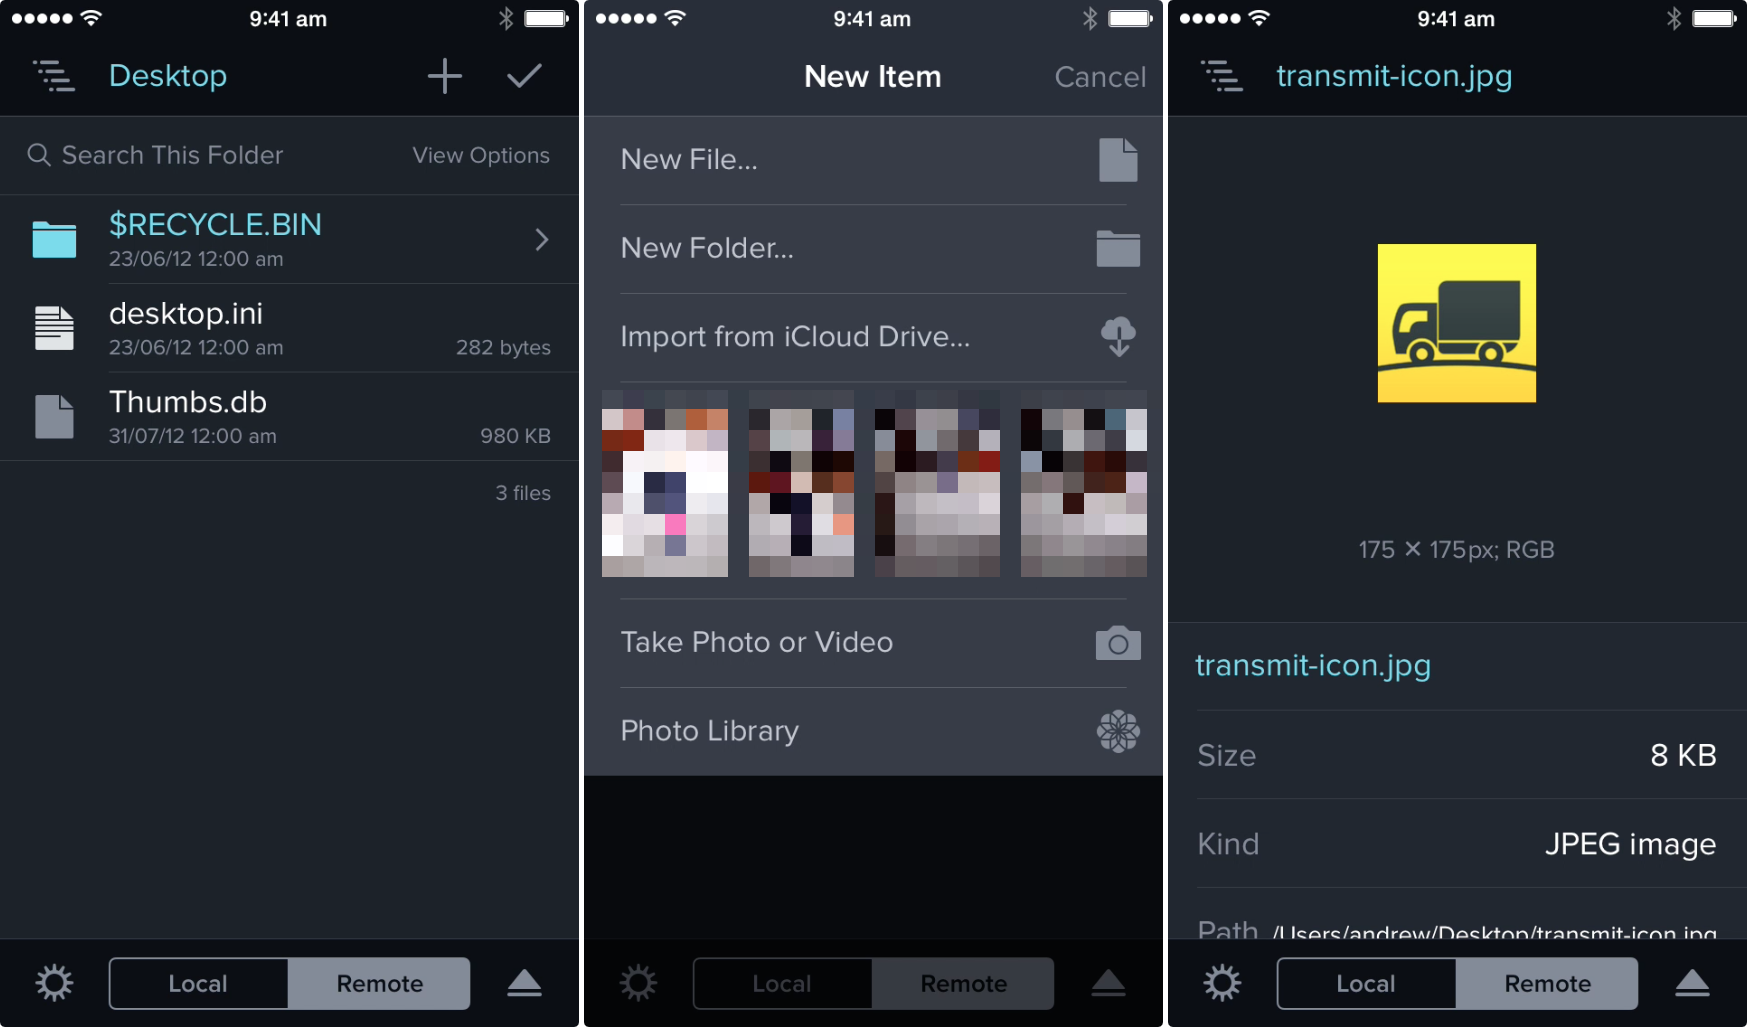 9:41 am
Desktop
Search This Folder View Options
$RECYCLE.BIN
23/06/12 12:00 am
desktop.ini
23/06/12 12:00 am 282 bytes
Thumbs.db
31/07/12 12:00 am 980 KB
3 files
Local Remote
9:41 am
New Item Cancel
New File...
New Folder...
Import from iCloud Drive...
Take Photo or Video
Photo Library
Local Remote
9:41 am
transmit-icon.jpg
175 × 175px; RGB
transmit-icon.jpg
Size 8 KB
Kind JPEG image
Path /Users/andrew/Desktop/transmit-icon.jpg
Local Remote